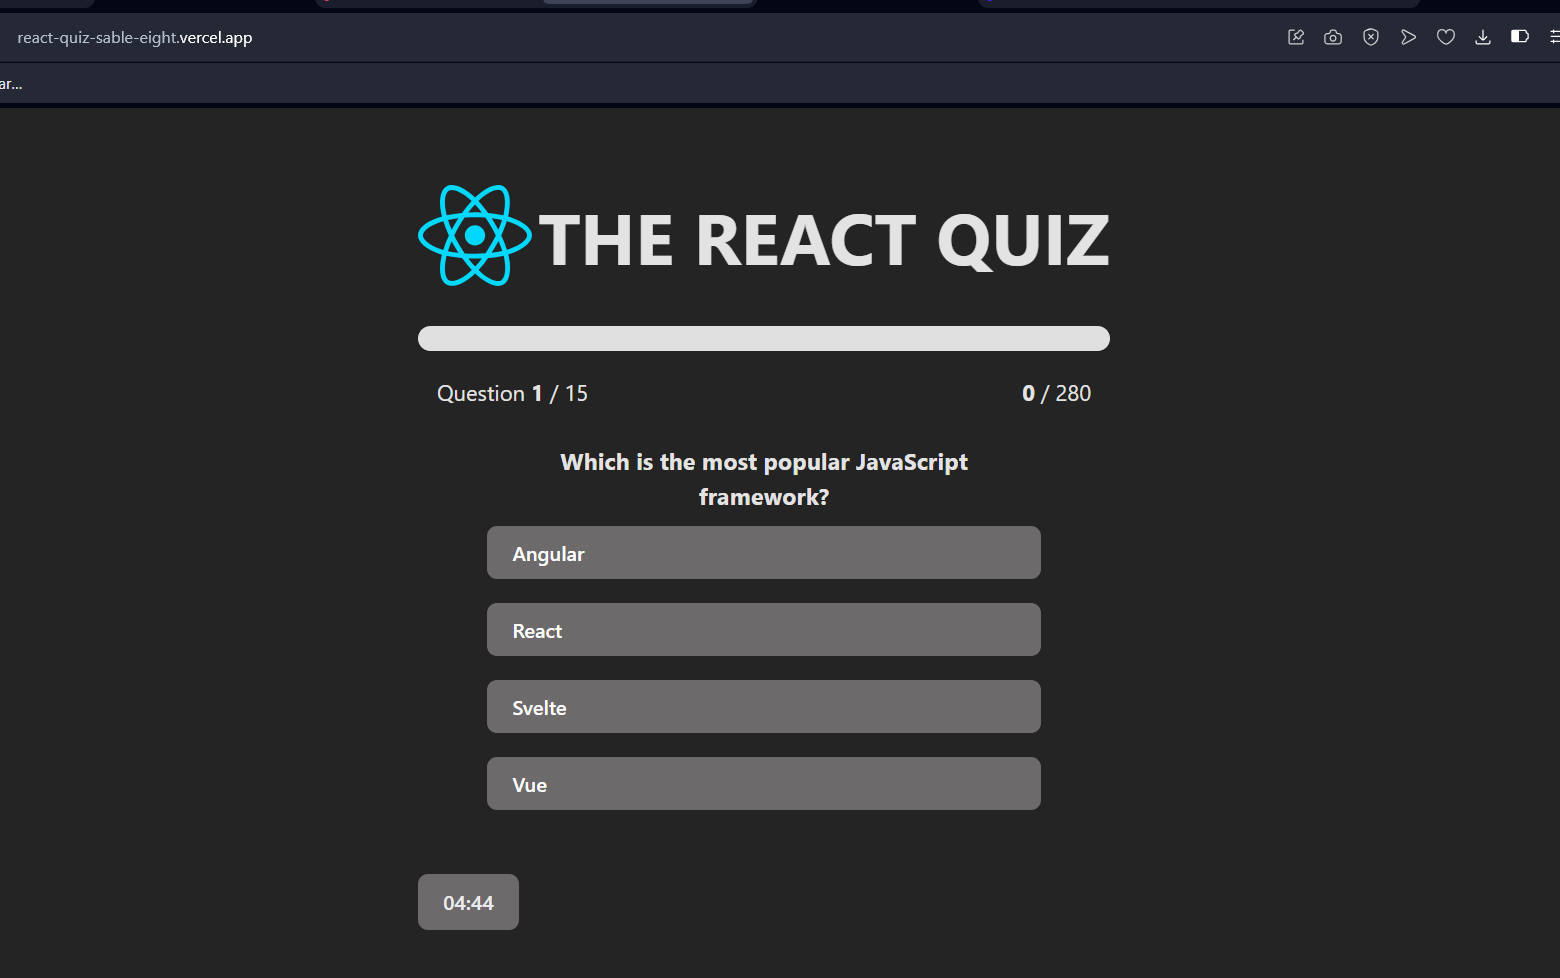 react-quiz-sable-eight.vercel.app
ar...
THE REACT QUIZ
Question 1 / 15
0 / 280
Which is the most popular JavaScript
framework?
Angular
React
Svelte
Vue
04:44